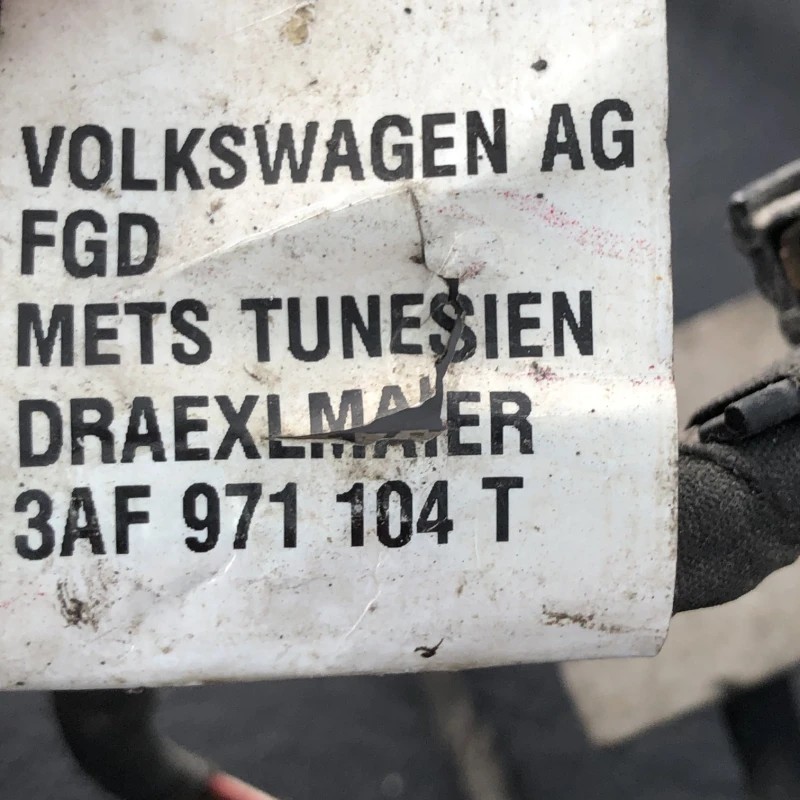 VOLKSWAGEN AG
FGD
METS TUNESIEN
DRAEXLMAIER
3AF 971 104 T